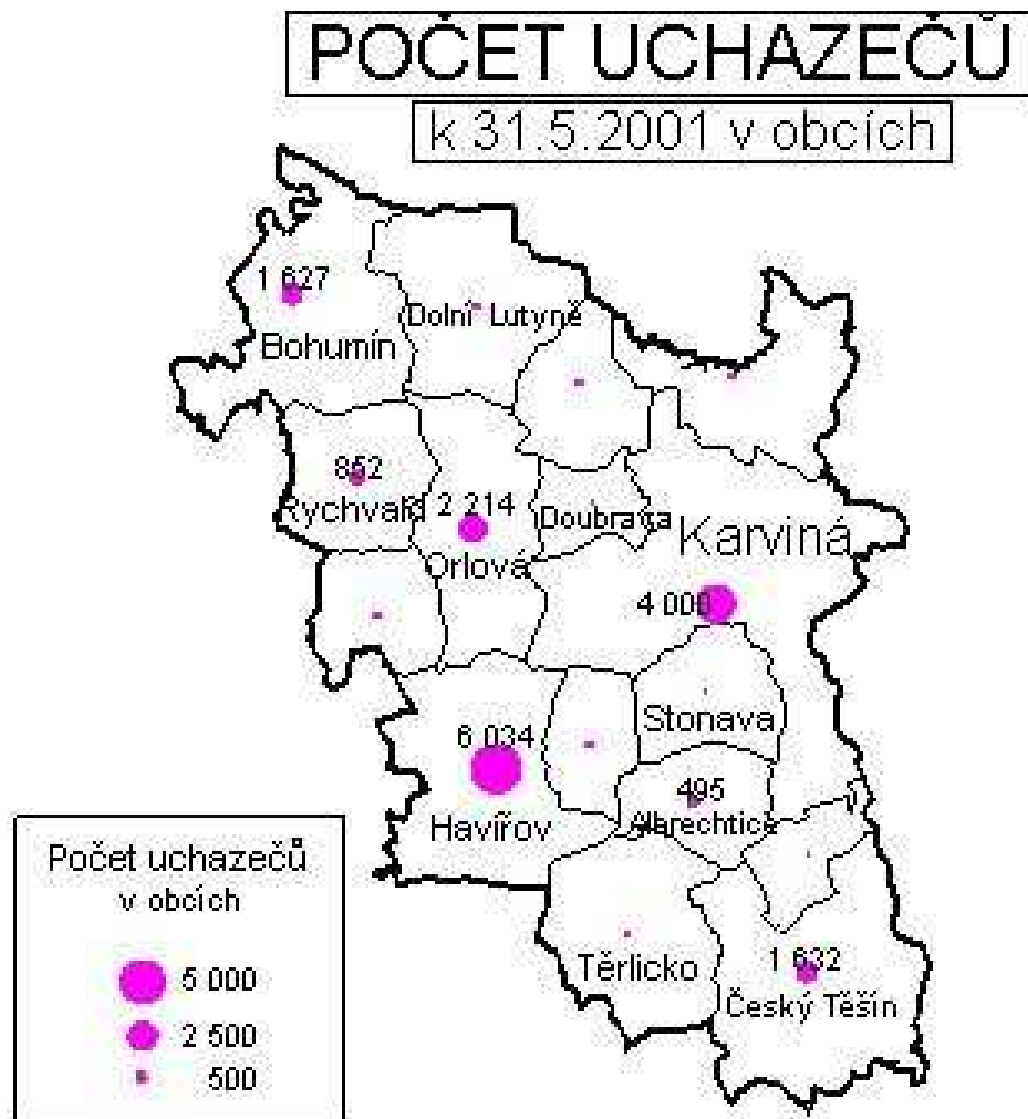 POČET UCHAZEČŮ
k 31.5.2001 v obcích
1 627
Dolní Lutyně
Bohumín
852
Rychvald
2 214
Doubrava
Karviná
Orlová
4 000
Stonava
6 034
495
Albrechtice
Havířov
Počet uchazečů
v obcích
Těrlicko
1 632
Český Těšín
5 000
2 500
500